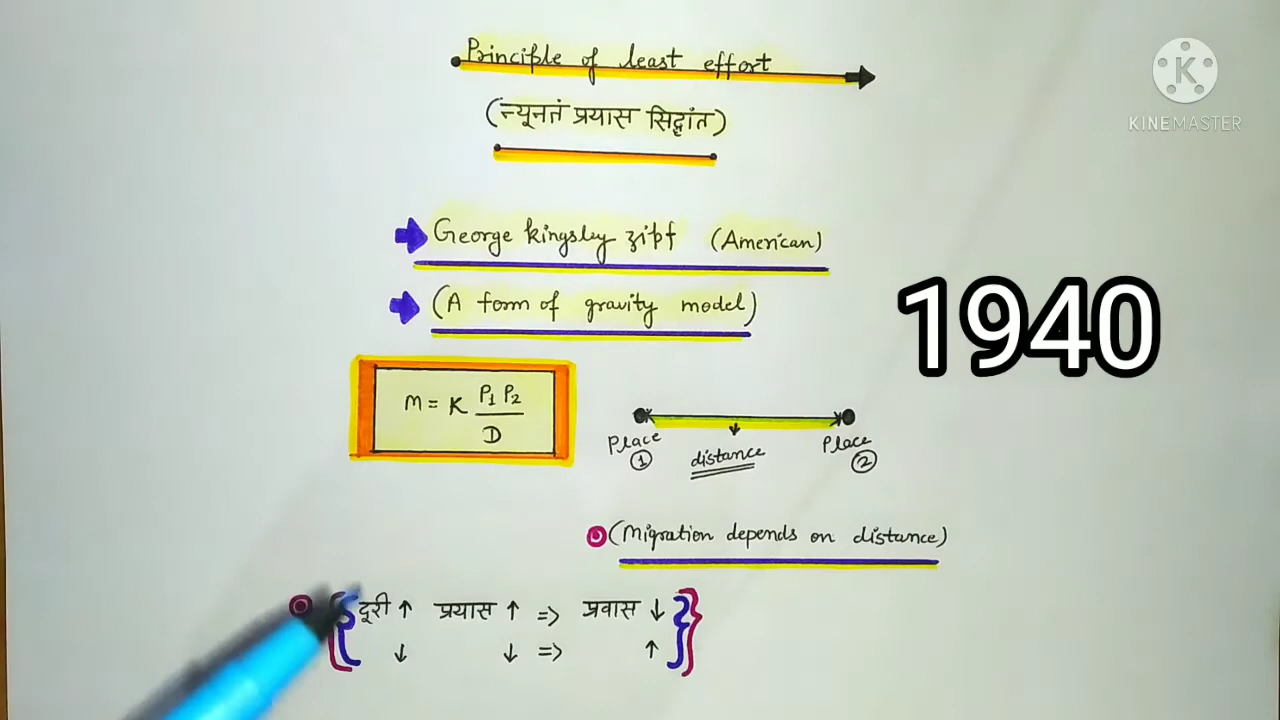 Principle of least effort
(न्यूनतं प्रयास सिद्धांत)
George kingsley ज़िपf (American)
(A form of gravity model)
1940
M = K P1 P2 / D
Place 1 distance Place 2
(Migration depends on distance)
दूरी ↑ प्रयास ↑ => प्रवास ↓
↓ ↓ => ↑
K
KINEMASTER